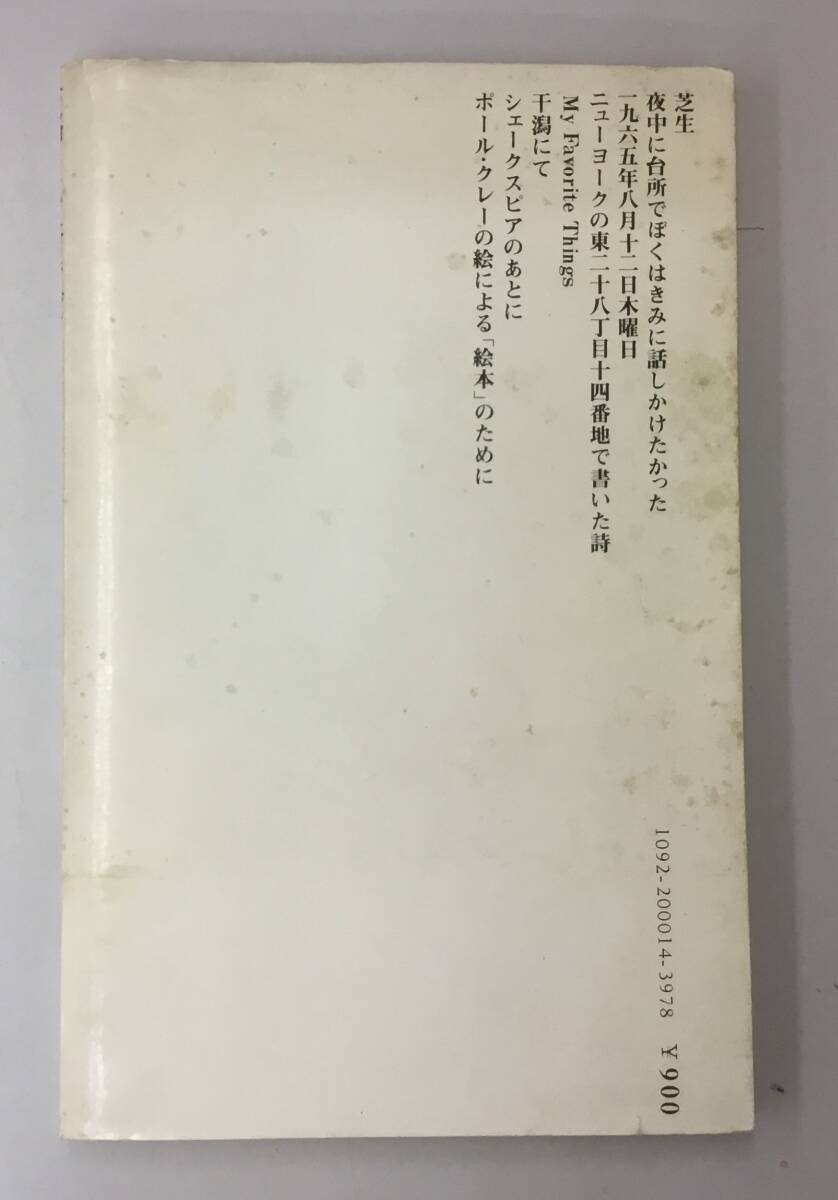 芝生
夜中に台所でぼくはきみに話しかけたかった
一九六五年八月十二日木曜日
ニューヨークの東二十八丁目十四番地で書いた詩
My Favorite Things
干潟にて
シェークスピアのあとに
ポール・クレーの絵による「絵本」のために
1092-200014-3978 ¥900